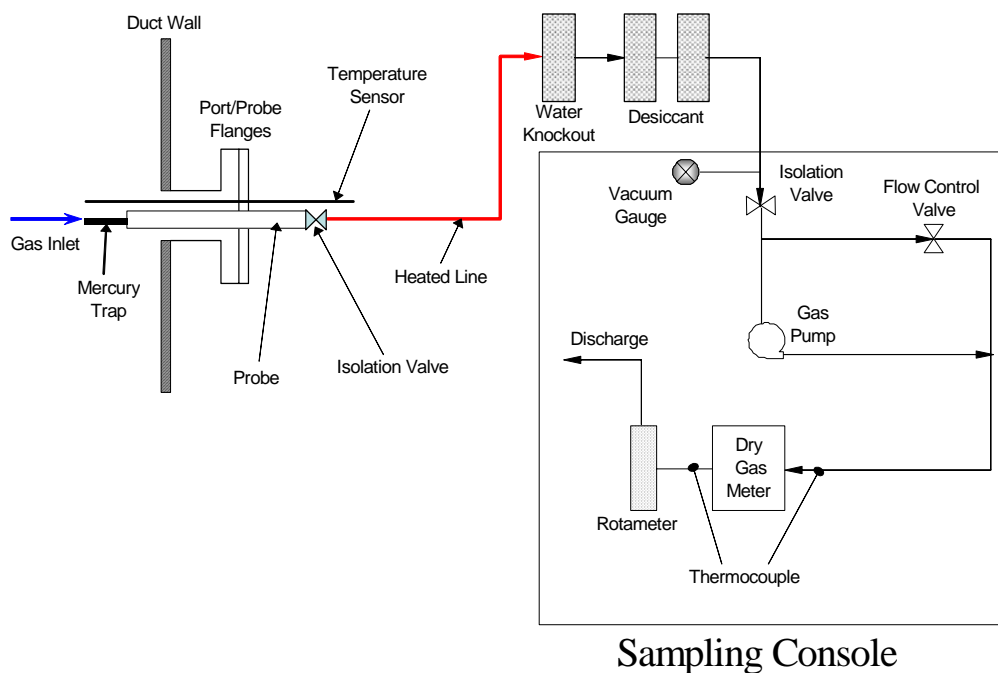 Duct Wall
Temperature
Sensor
Port/Probe
Flanges
Water
Knockout
Desiccant
Gas Inlet
Mercury
Trap
Probe
Isolation Valve
Heated Line
Vacuum
Gauge
Isolation
Valve
Flow Control
Valve
Gas
Pump
Discharge
Dry
Gas
Meter
Rotameter
Thermocouple
Sampling Console